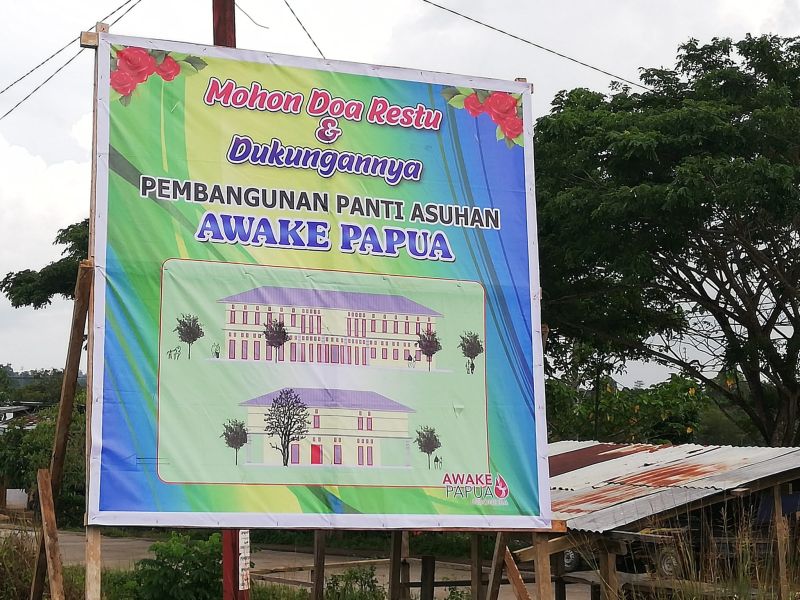 Mohon Doa Restu
&
Dukungannya
PEMBANGUNAN PANTI ASUHAN
AWAKE PAPUA
AWAKE
PAPUA